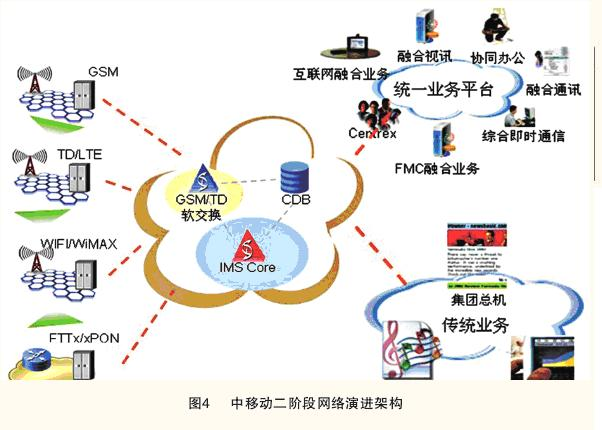 GSM
TD/LTE
WIFI/WiMAX
FTTx/xPON
GSM/TD
软交换
CDB
IMS Core
融合视讯
协同办公
互联网融合业务
统一业务平台
融合通讯
Centrex
综合即时通信
FMC融合业务
集团总机
传统业务
图4 中移动二阶段网络演进架构